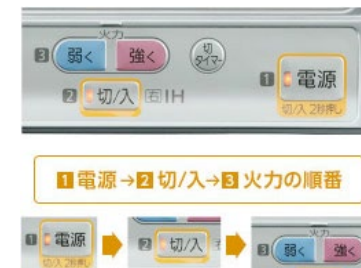 火力
3 弱く 強く
切
タイマー
1 電源
切/入 2秒押し
2 切/入 右IH
1電源→2切/入→3火力の順番
1 電源
切/入 2秒押し
2 切/入
火力
3 弱く 強く